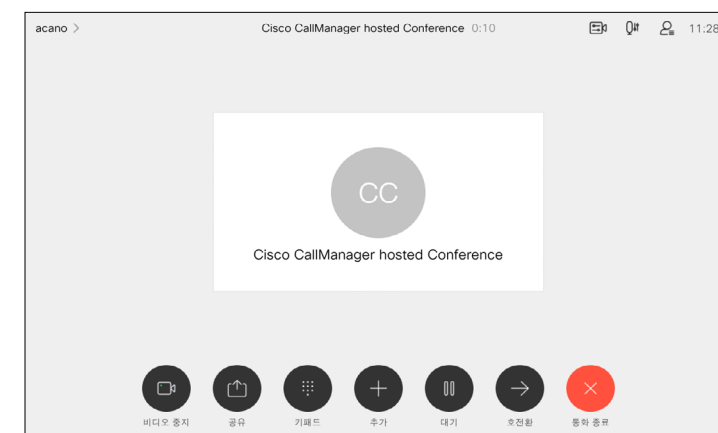 acano >
Cisco CallManager hosted Conference 0:10
11:28
CC
Cisco CallManager hosted Conference
비디오 중지
공유
키패드
추가
대기
호전환
통화 종료